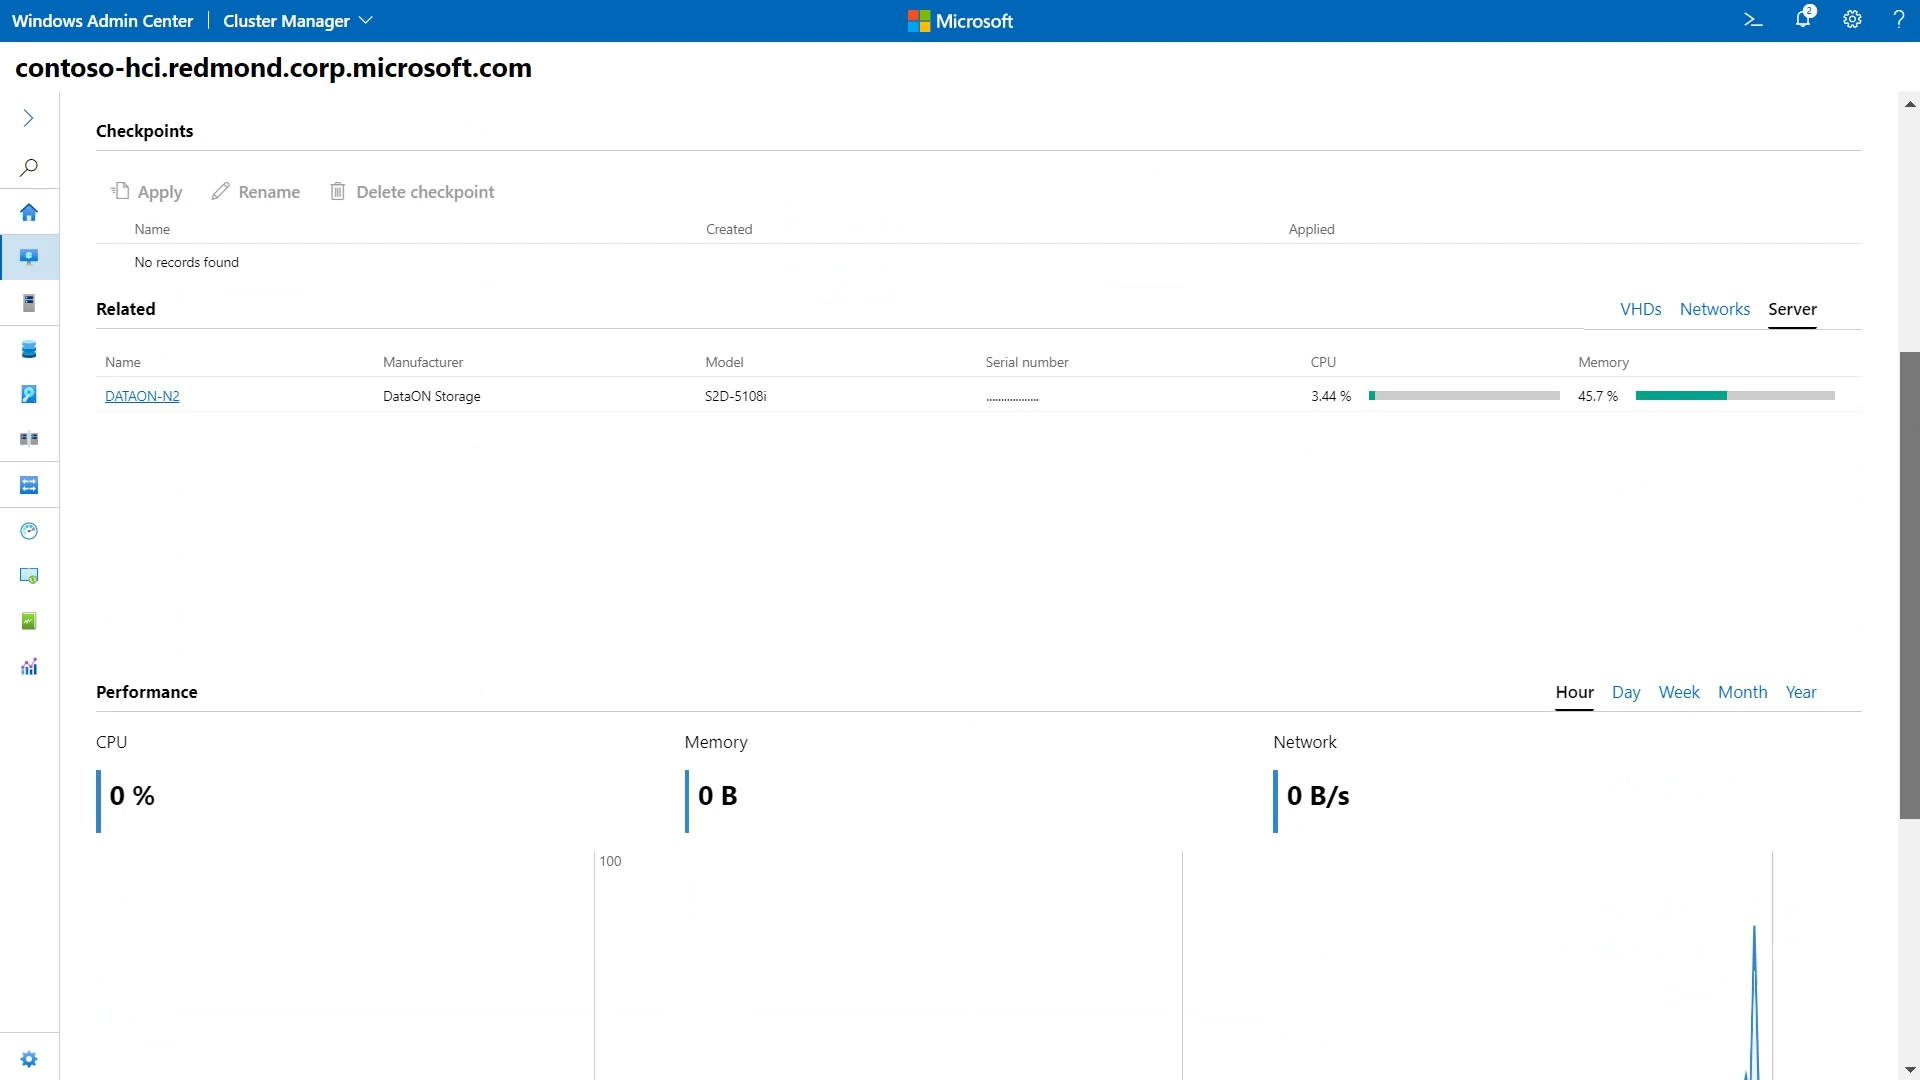 Windows Admin Center Cluster Manager Microsoft 2 ?
contoso-hci.redmond.corp.microsoft.com
Checkpoints
Apply Rename Delete checkpoint
Name Created Applied
No records found
Related VHDs Networks Server
Name Manufacturer Model Serial number CPU Memory
DATAON-N2 DataON Storage S2D-5108i .................. 3.44 % 45.7 %
Performance Hour Day Week Month Year
CPU Memory Network
0 % 0 B 0 B/s
100